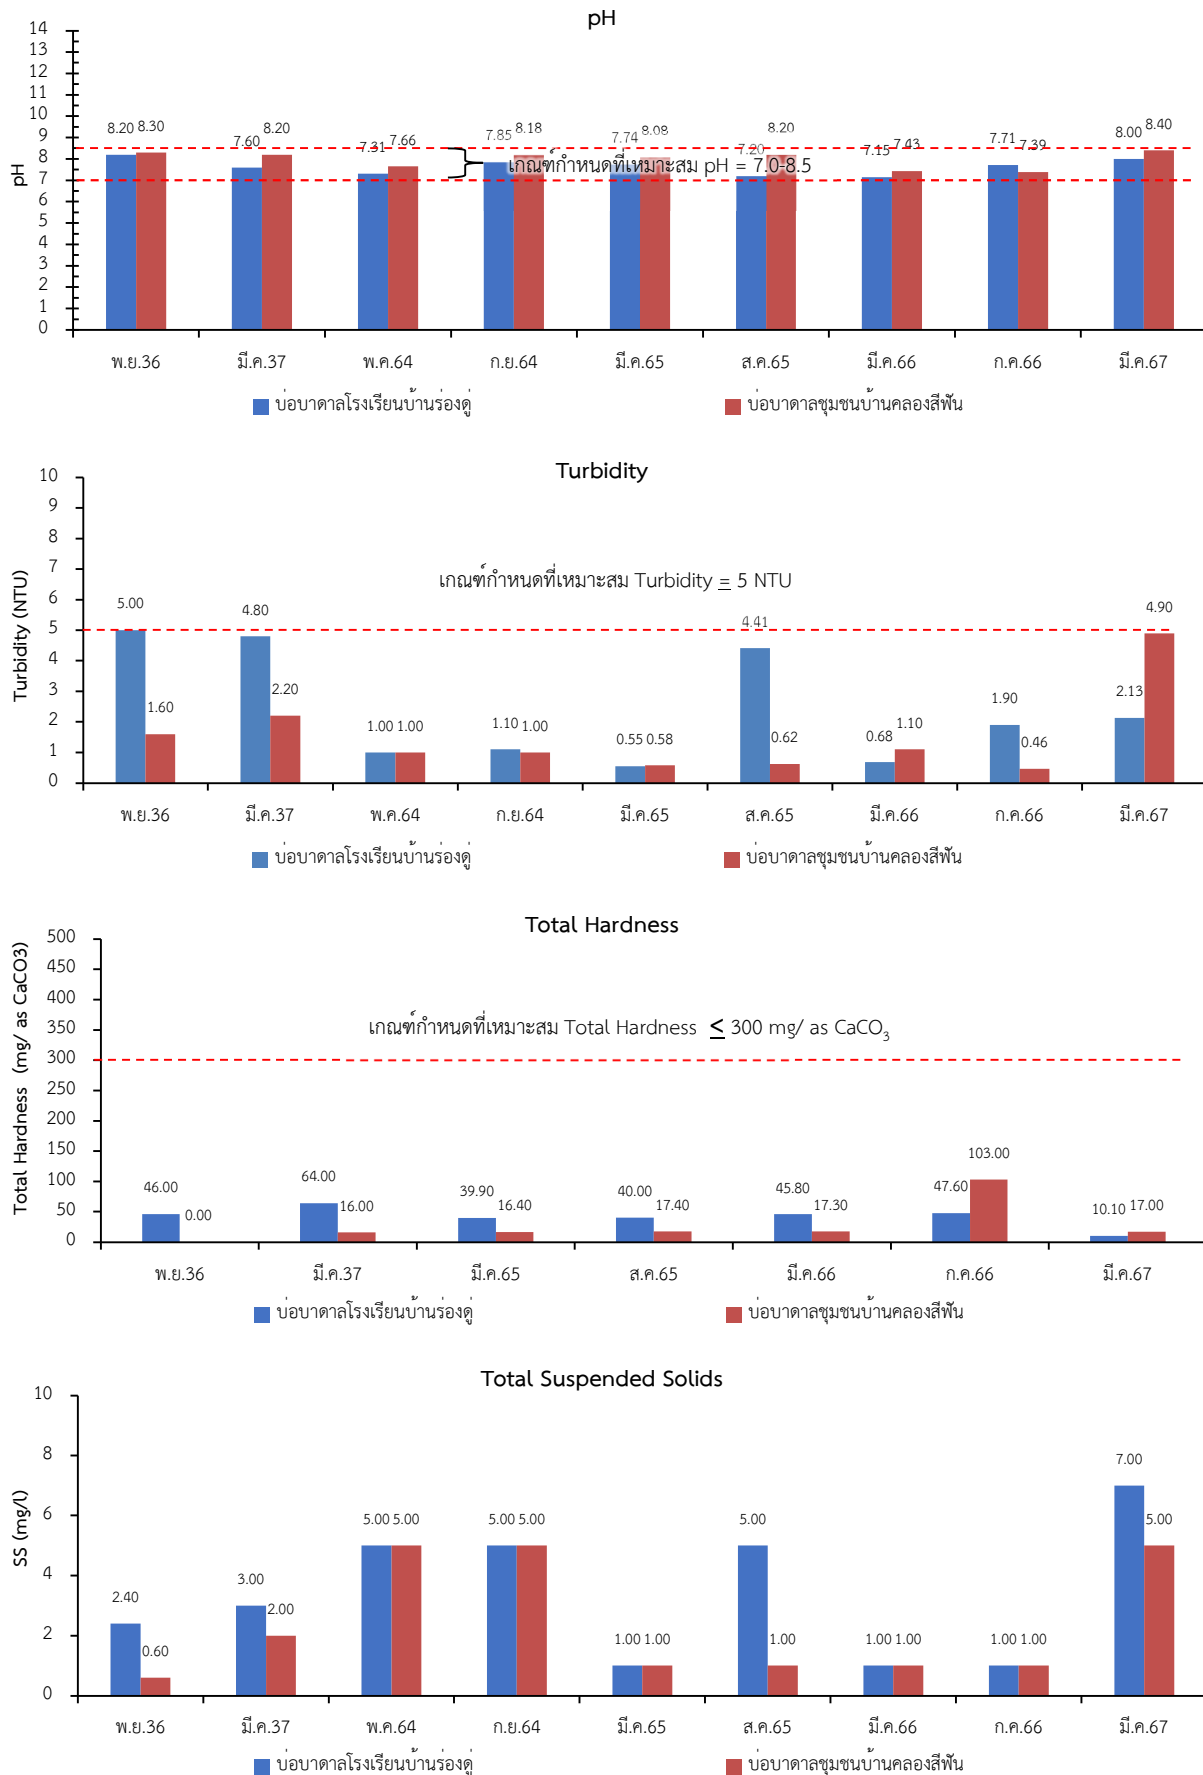 pH
14
13
12
11
10
9
8
7
6
5
4
3
2
1
0
pH
8.20 8.30 7.60 8.20 7.31 7.66 7.85 8.18 7.74 8.08 7.20 8.20 7.15 7.43 7.71 7.39 8.00 8.40
เกณฑ์กำหนดที่เหมาะสม pH = 7.0-8.5
พ.ย.36 มี.ค.37 พ.ค.64 ก.ย.64 มี.ค.65 ส.ค.65 มี.ค.66 ก.ค.66 มี.ค.67
บ่อบาดาลโรงเรียนบ้านร่องดู่ บ่อบาดาลชุมชนบ้านคลองสีฟัน
Turbidity
10
9
8
7
6
5
4
3
2
1
0
Turbidity (NTU)
เกณฑ์กำหนดที่เหมาะสม Turbidity = 5 NTU
5.00 1.60 4.80 2.20 1.00 1.00 1.10 1.00 0.55 0.58 4.41 0.62 0.68 1.10 1.90 0.46 2.13 4.90
พ.ย.36 มี.ค.37 พ.ค.64 ก.ย.64 มี.ค.65 ส.ค.65 มี.ค.66 ก.ค.66 มี.ค.67
บ่อบาดาลโรงเรียนบ้านร่องดู่ บ่อบาดาลชุมชนบ้านคลองสีฟัน
Total Hardness
500
450
400
350
300
250
200
150
100
50
0
Total Hardness (mg/ as CaCO3)
เกณฑ์กำหนดที่เหมาะสม Total Hardness ≤ 300 mg/ as CaCO3
46.00 0.00 64.00 16.00 39.90 16.40 40.00 17.40 45.80 17.30 47.60 103.00 10.10 17.00
พ.ย.36 มี.ค.37 มี.ค.65 ส.ค.65 มี.ค.66 ก.ค.66 มี.ค.67
บ่อบาดาลโรงเรียนบ้านร่องดู่ บ่อบาดาลชุมชนบ้านคลองสีฟัน
Total Suspended Solids
10
8
6
4
2
0
SS (mg/l)
2.40 0.60 3.00 2.00 5.00 5.00 5.00 5.00 1.00 1.00 5.00 1.00 1.00 1.00 1.00 1.00 7.00 5.00
พ.ย.36 มี.ค.37 พ.ค.64 ก.ย.64 มี.ค.65 ส.ค.65 มี.ค.66 ก.ค.66 มี.ค.67
บ่อบาดาลโรงเรียนบ้านร่องดู่ บ่อบาดาลชุมชนบ้านคลองสีฟัน